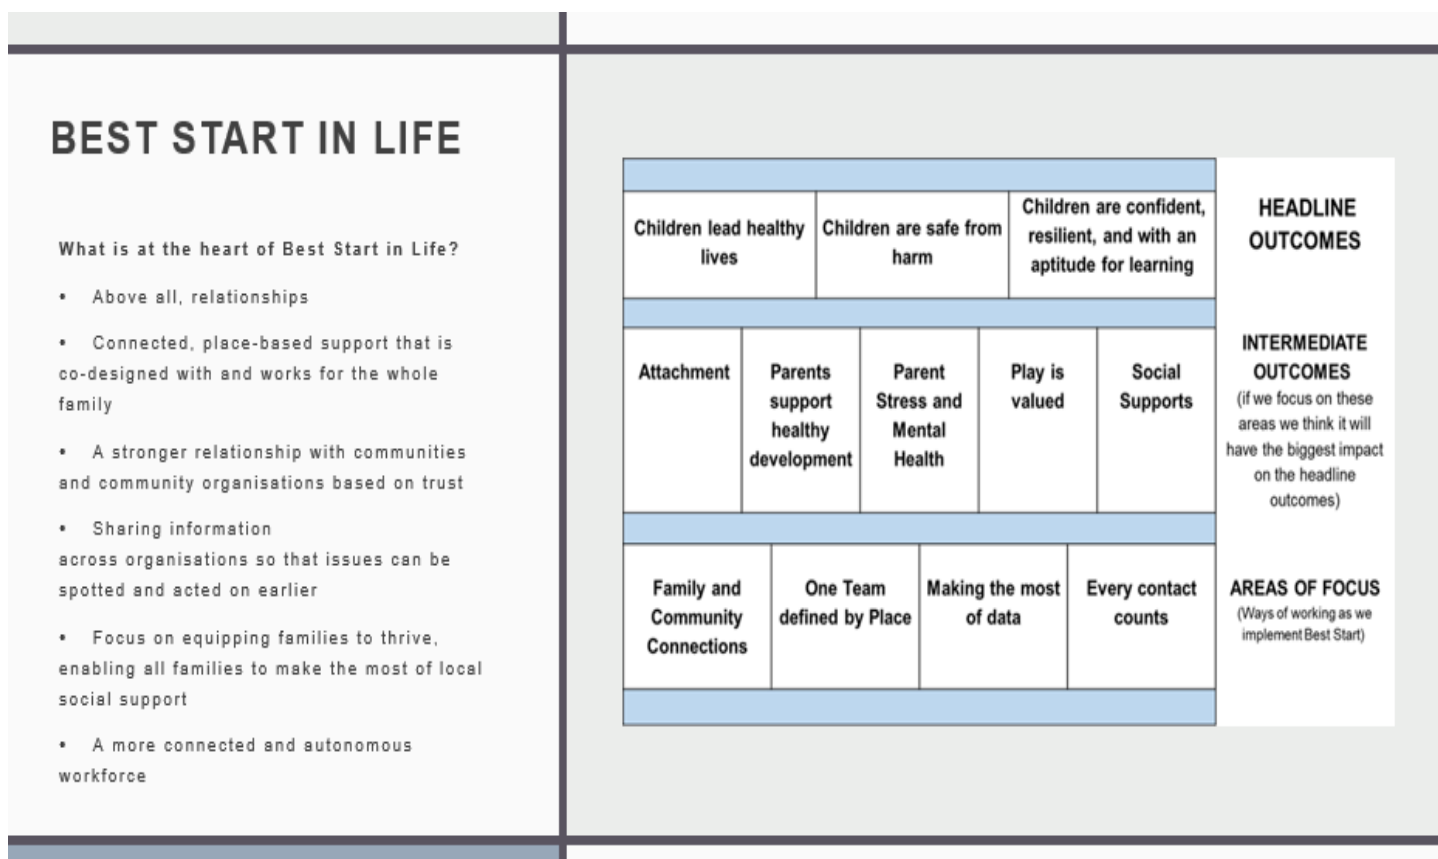 BEST START IN LIFE
What is at the heart of Best Start in Life?
• Above all, relationships
• Connected, place-based support that is
co-designed with and works for the whole
family
• A stronger relationship with communities
and community organisations based on trust
• Sharing information
across organisations so that issues can be
spotted and acted on earlier
• Focus on equipping families to thrive,
enabling all families to make the most of local
social support
• A more connected and autonomous
workforce
Children lead healthy
lives
Children are safe from
harm
Children are confident,
resilient, and with an
aptitude for learning
HEADLINE
OUTCOMES
Attachment
Parents
support
healthy
development
Parent
Stress and
Mental
Health
Play is
valued
Social
Supports
INTERMEDIATE
OUTCOMES
(if we focus on these
areas we think it will
have the biggest impact
on the headline
outcomes)
Family and
Community
Connections
One Team
defined by Place
Making the most
of data
Every contact
counts
AREAS OF FOCUS
(Ways of working as we
implement Best Start)